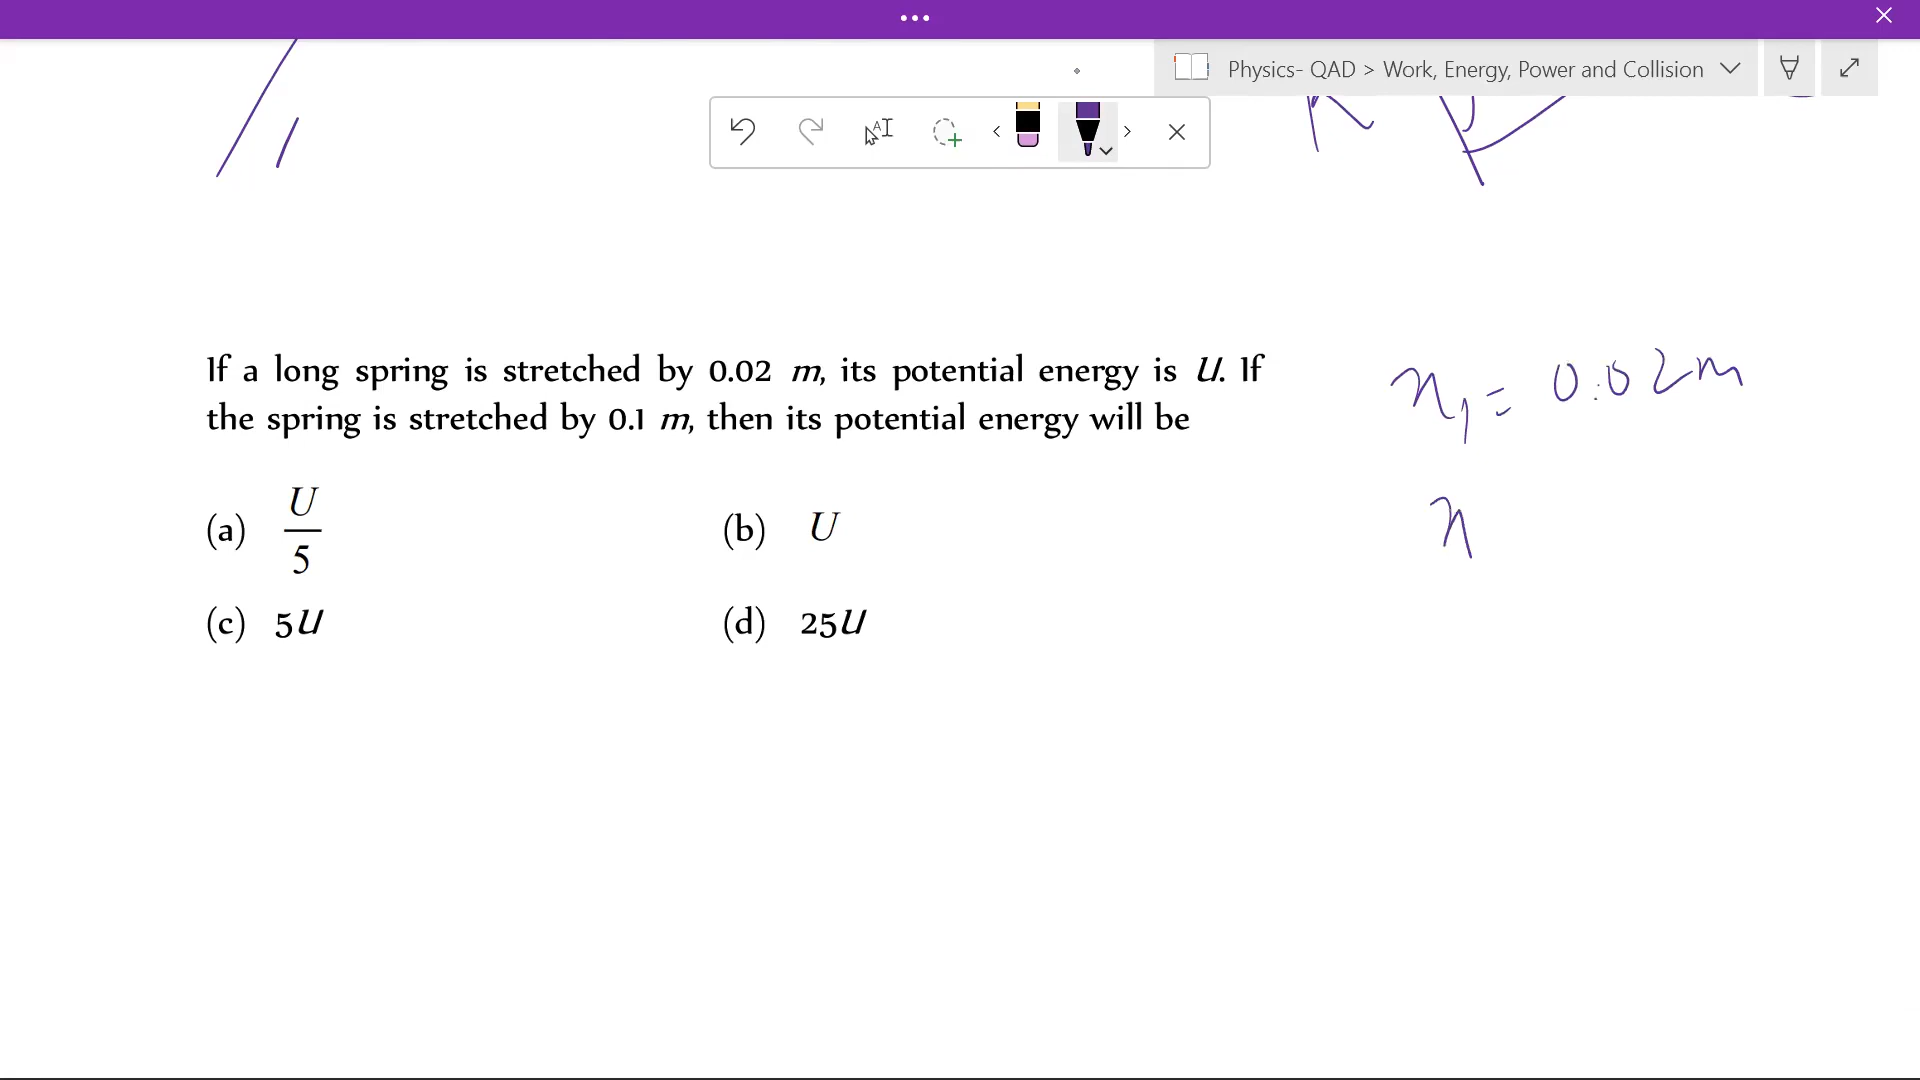 Physics- QAD > Work, Energy, Power and Collision
If a long spring is stretched by 0.02 m, its potential energy is U. If
the spring is stretched by 0.1 m, then its potential energy will be
(a) U/5 (b) U
(c) 5U (d) 25U
x₁ = 0.02m
x